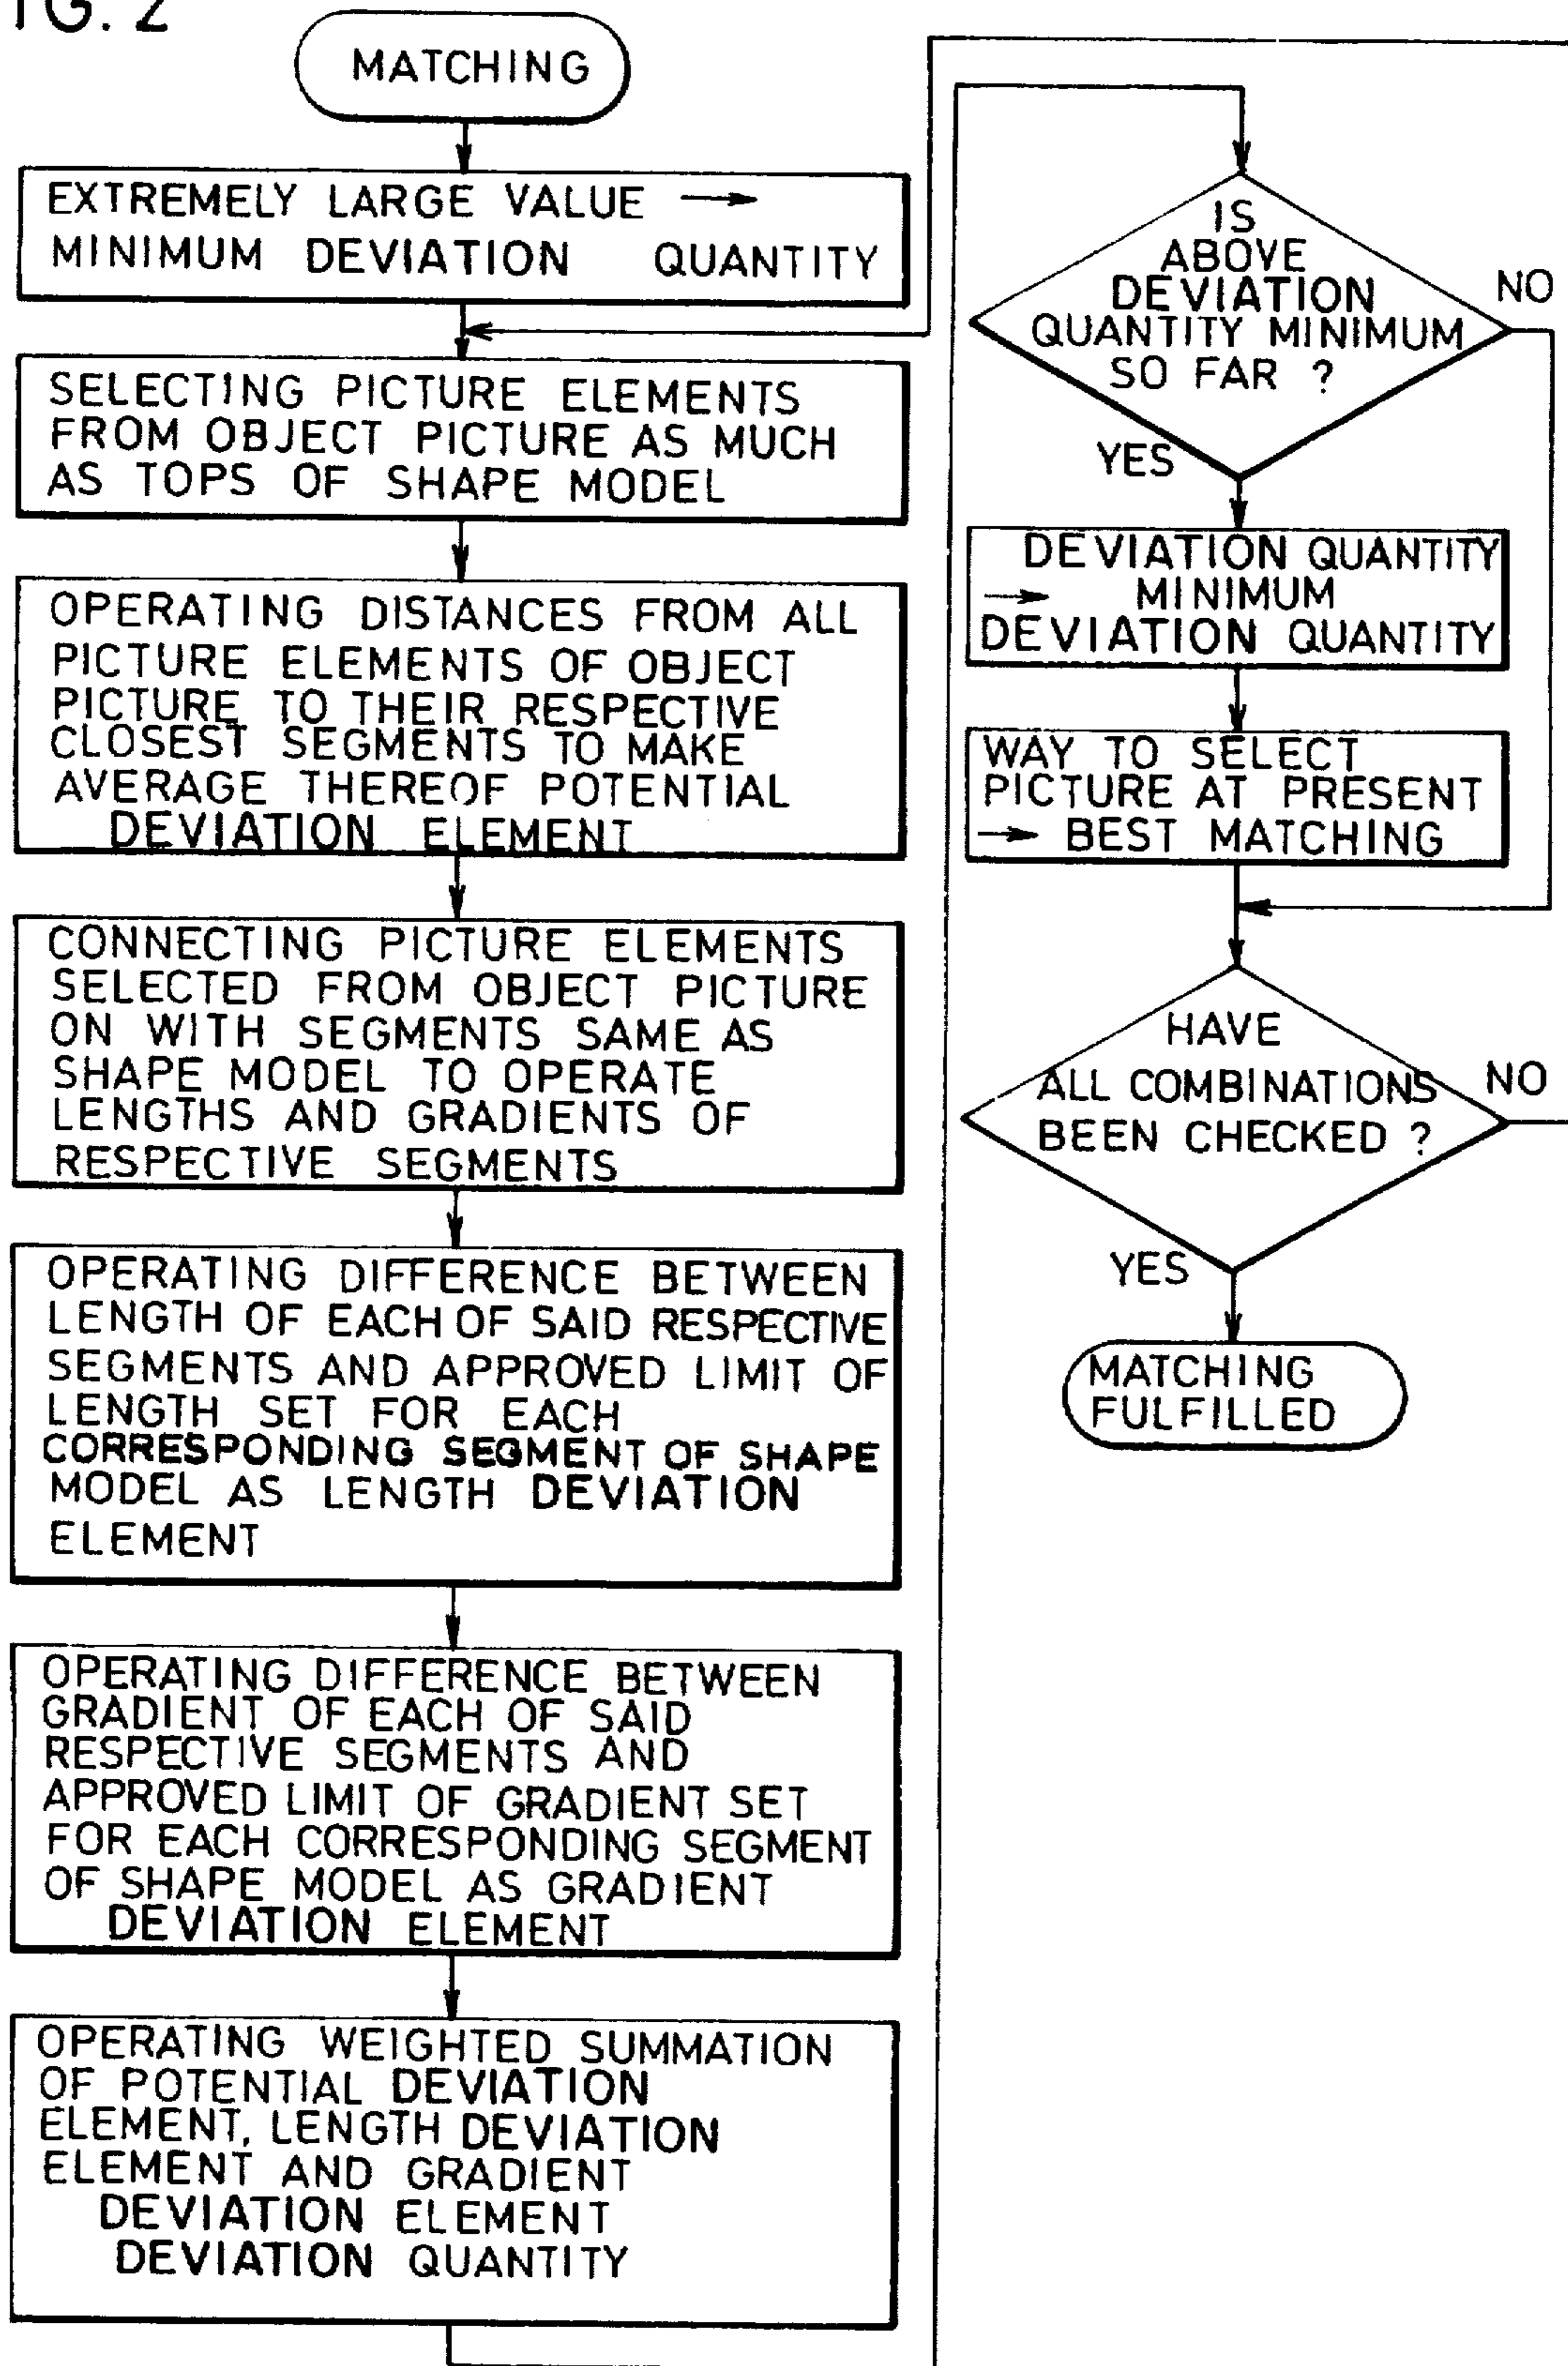 IG. 2
MATCHING
EXTREMELY LARGE VALUE →
MINIMUM DEVIATION QUANTITY
SELECTING PICTURE ELEMENTS
FROM OBJECT PICTURE AS MUCH
AS TOPS OF SHAPE MODEL
OPERATING DISTANCES FROM ALL
PICTURE ELEMENTS OF OBJECT
PICTURE TO THEIR RESPECTIVE
CLOSEST SEGMENTS TO MAKE
AVERAGE THEREOF POTENTIAL
DEVIATION ELEMENT
CONNECTING PICTURE ELEMENTS
SELECTED FROM OBJECT PICTURE
ON WITH SEGMENTS SAME AS
SHAPE MODEL TO OPERATE
LENGTHS AND GRADIENTS OF
RESPECTIVE SEGMENTS
OPERATING DIFFERENCE BETWEEN
LENGTH OF EACH OF SAID RESPECTIVE
SEGMENTS AND APPROVED LIMIT OF
LENGTH SET FOR EACH
CORRESPONDING SEGMENT OF SHAPE
MODEL AS LENGTH DEVIATION
ELEMENT
OPERATING DIFFERENCE BETWEEN
GRADIENT OF EACH OF SAID
RESPECTIVE SEGMENTS AND
APPROVED LIMIT OF GRADIENT SET
FOR EACH CORRESPONDING SEGMENT
OF SHAPE MODEL AS GRADIENT
DEVIATION ELEMENT
OPERATING WEIGHTED SUMMATION
OF POTENTIAL DEVIATION
ELEMENT, LENGTH DEVIATION
ELEMENT AND GRADIENT
DEVIATION ELEMENT
DEVIATION QUANTITY
IS
ABOVE
DEVIATION
QUANTITY MINIMUM
SO FAR ?
NO
YES
DEVIATION QUANTITY
→ MINIMUM
DEVIATION QUANTITY
WAY TO SELECT
PICTURE AT PRESENT
→ BEST MATCHING
HAVE
ALL COMBINATIONS
BEEN CHECKED ?
NO
YES
MATCHING
FULFILLED